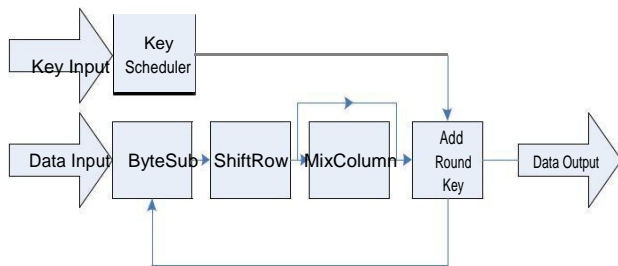 Key Input
Key
Scheduler
Data Input
ByteSub
ShiftRow
MixColumn
Add
Round
Key
Data Output